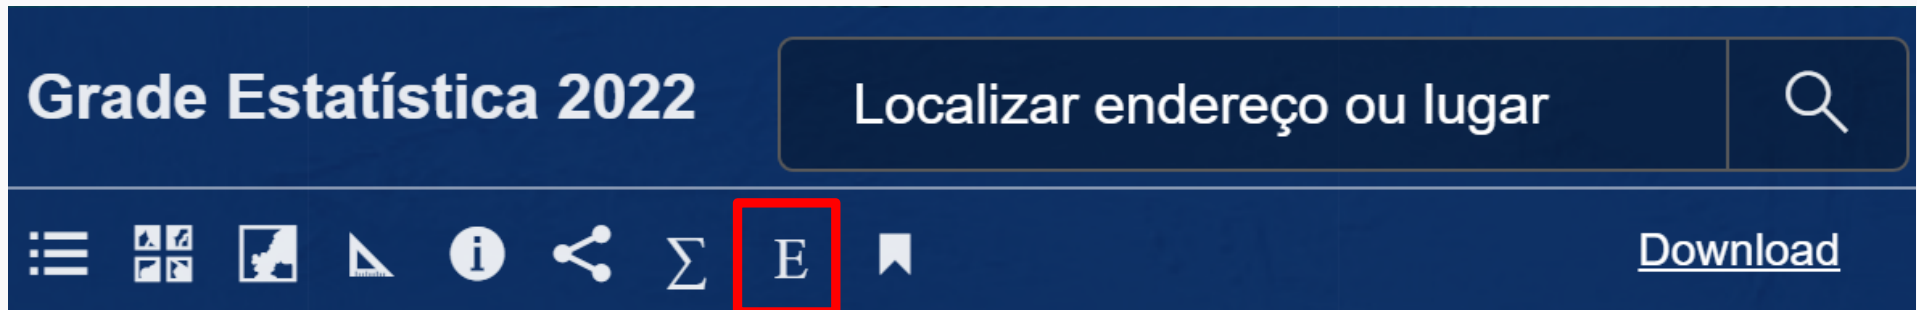 Grade Estatística 2022
Localizar endereço ou lugar
i Σ E Download